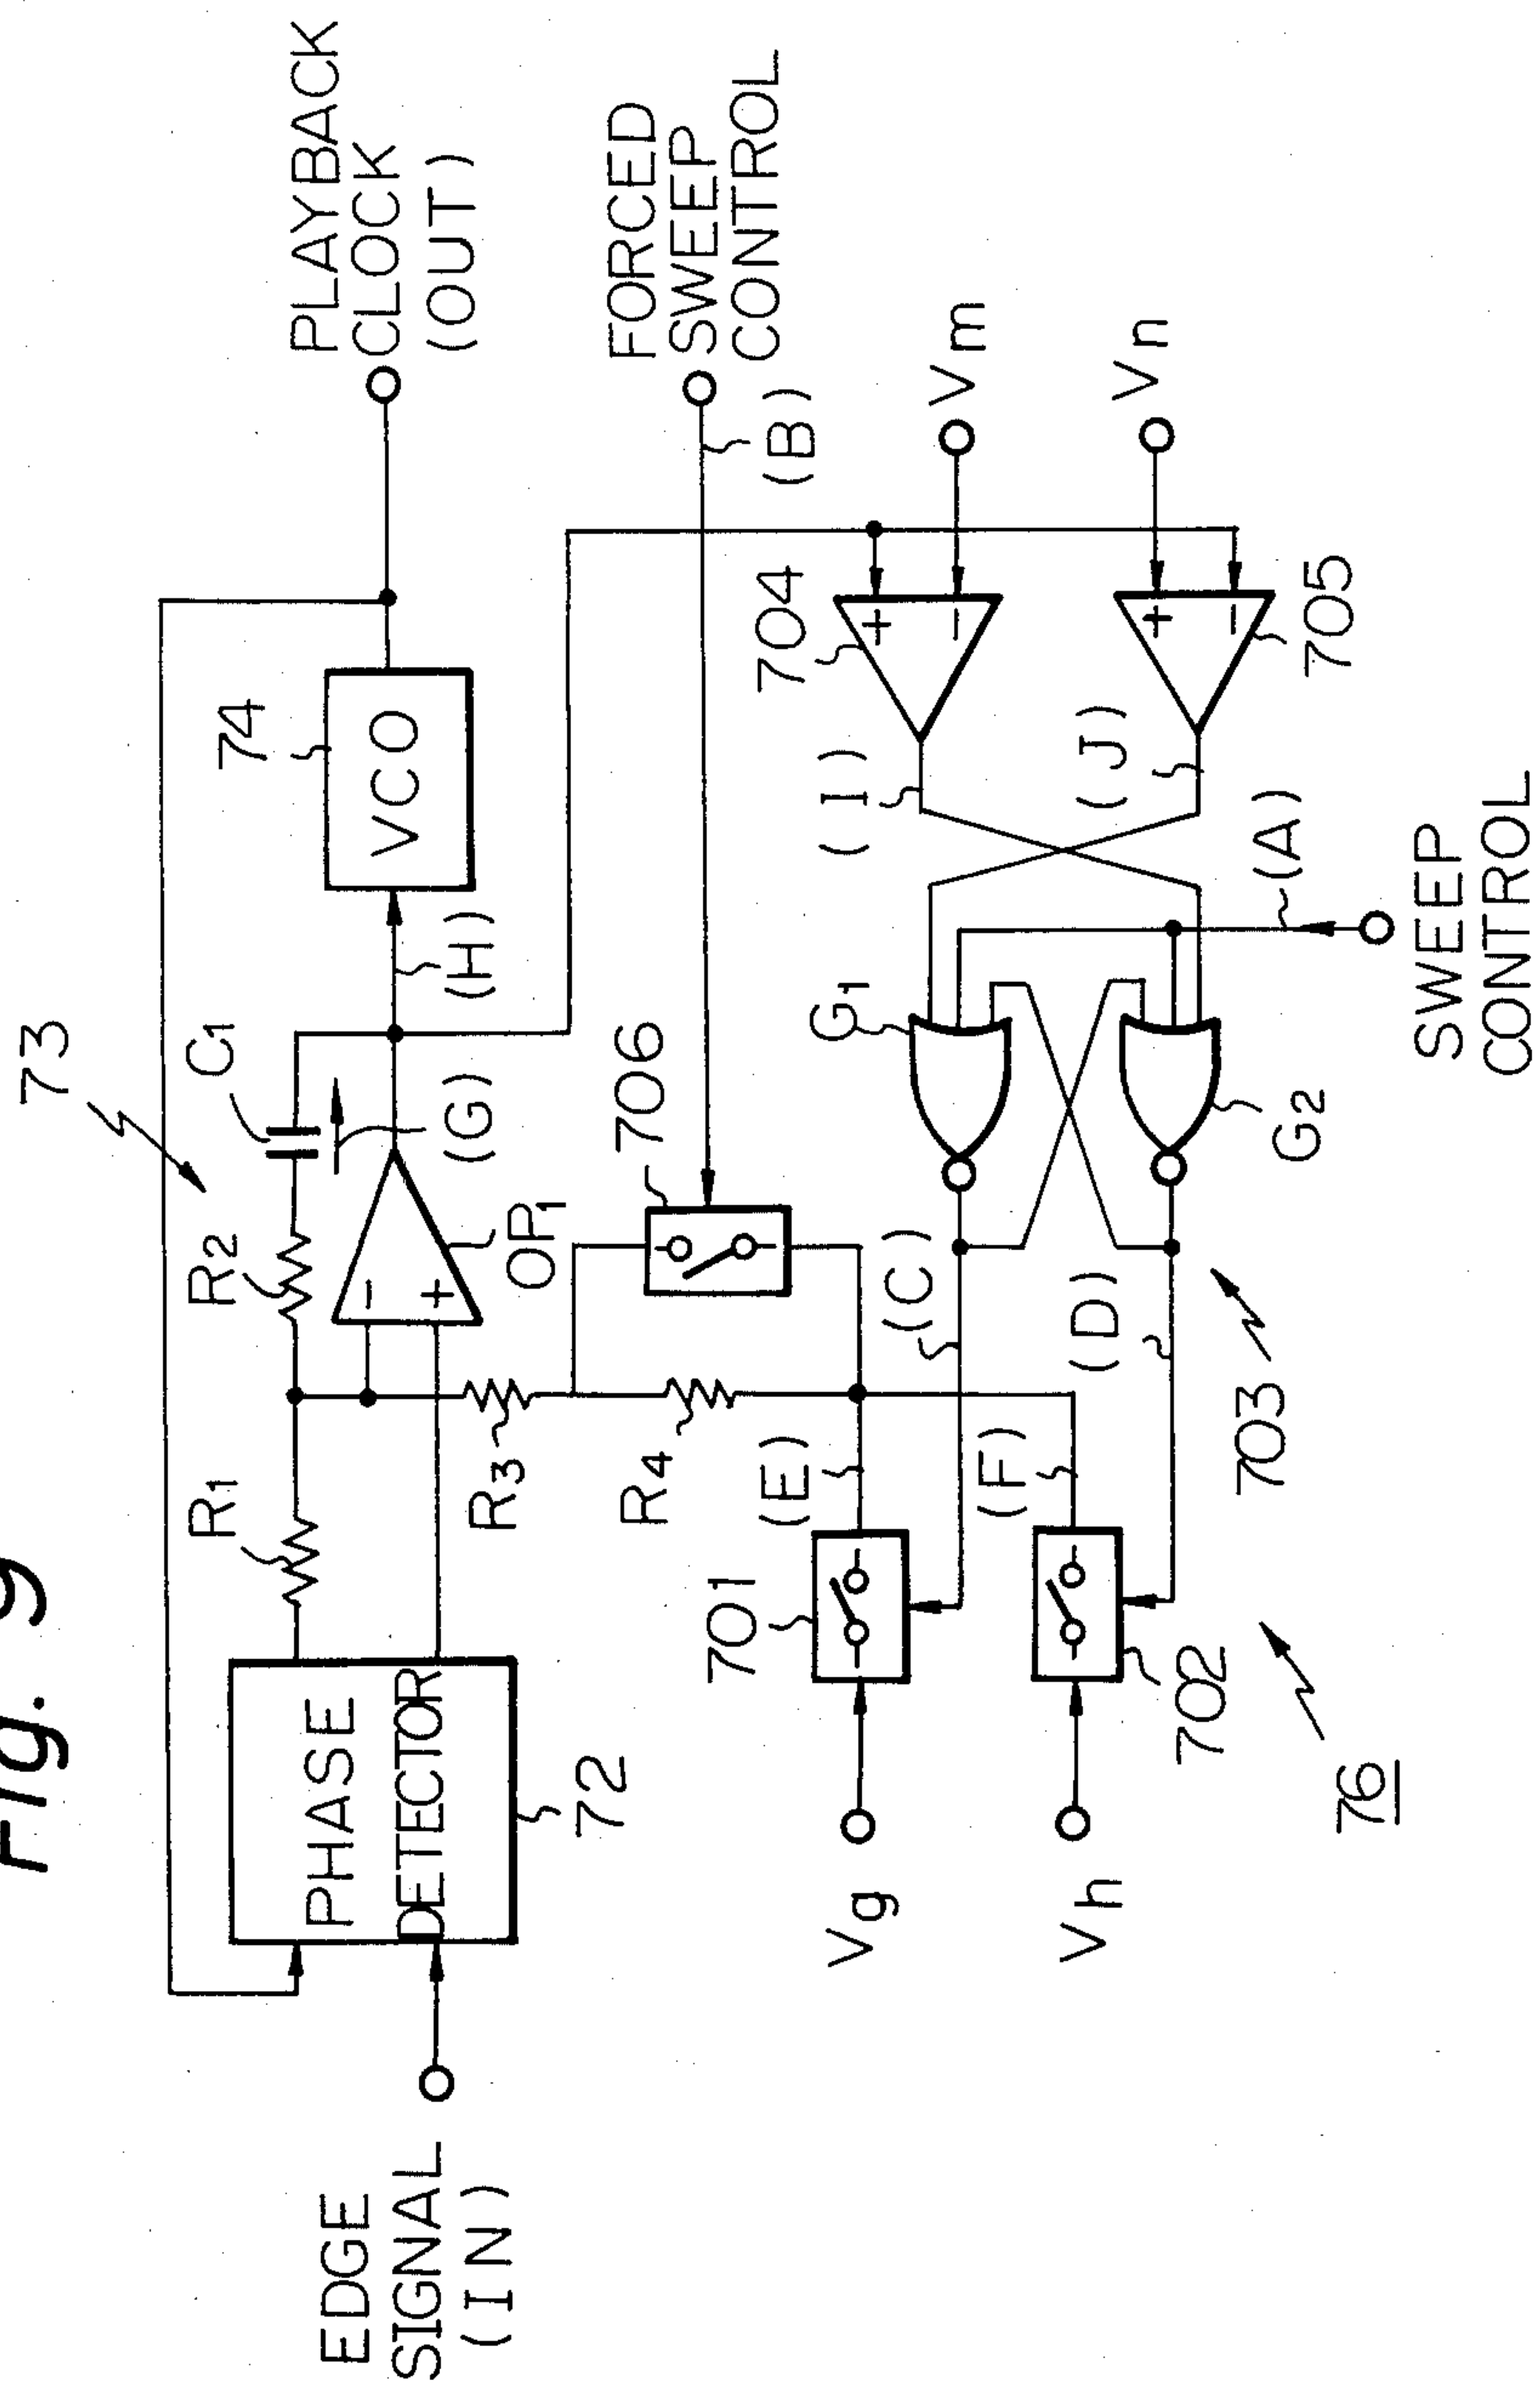 Fig. 9
73
C1
R2
R1
74
VCO
PLAYBACK
CLOCK
(OUT)
PHASE
DETECTOR
72
EDGE
SIGNAL
(IN)
−
+
OP1
(G)
(H)
R3
R4
706
FORCED
SWEEP
CONTROL
(B)
701
(E)
(C)
Vg
702
(F)
(D)
Vh
703
76
G1
G2
(I)
(J)
704
+
−
Vm
705
+
−
Vn
(A)
SWEEP
CONTROL